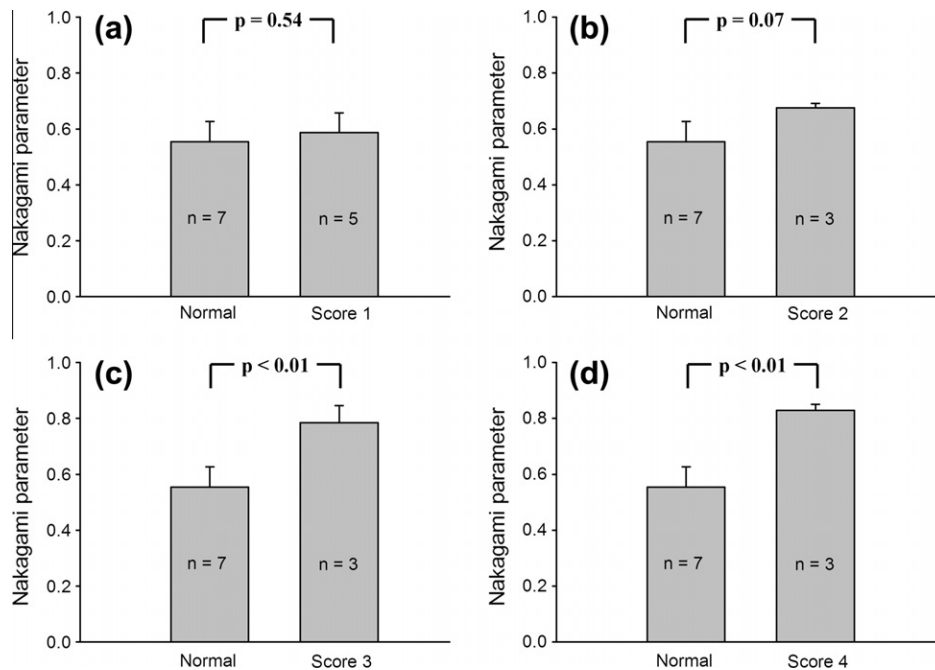 (a)
p = 0.54
Nakagami parameter
1.0
0.8
0.6
0.4
0.2
0.0
n = 7
n = 5
Normal
Score 1
(b)
p = 0.07
Nakagami parameter
1.0
0.8
0.6
0.4
0.2
0.0
n = 7
n = 3
Normal
Score 2
(c)
p < 0.01
Nakagami parameter
1.0
0.8
0.6
0.4
0.2
0.0
n = 7
n = 3
Normal
Score 3
(d)
p < 0.01
Nakagami parameter
1.0
0.8
0.6
0.4
0.2
0.0
n = 7
n = 3
Normal
Score 4